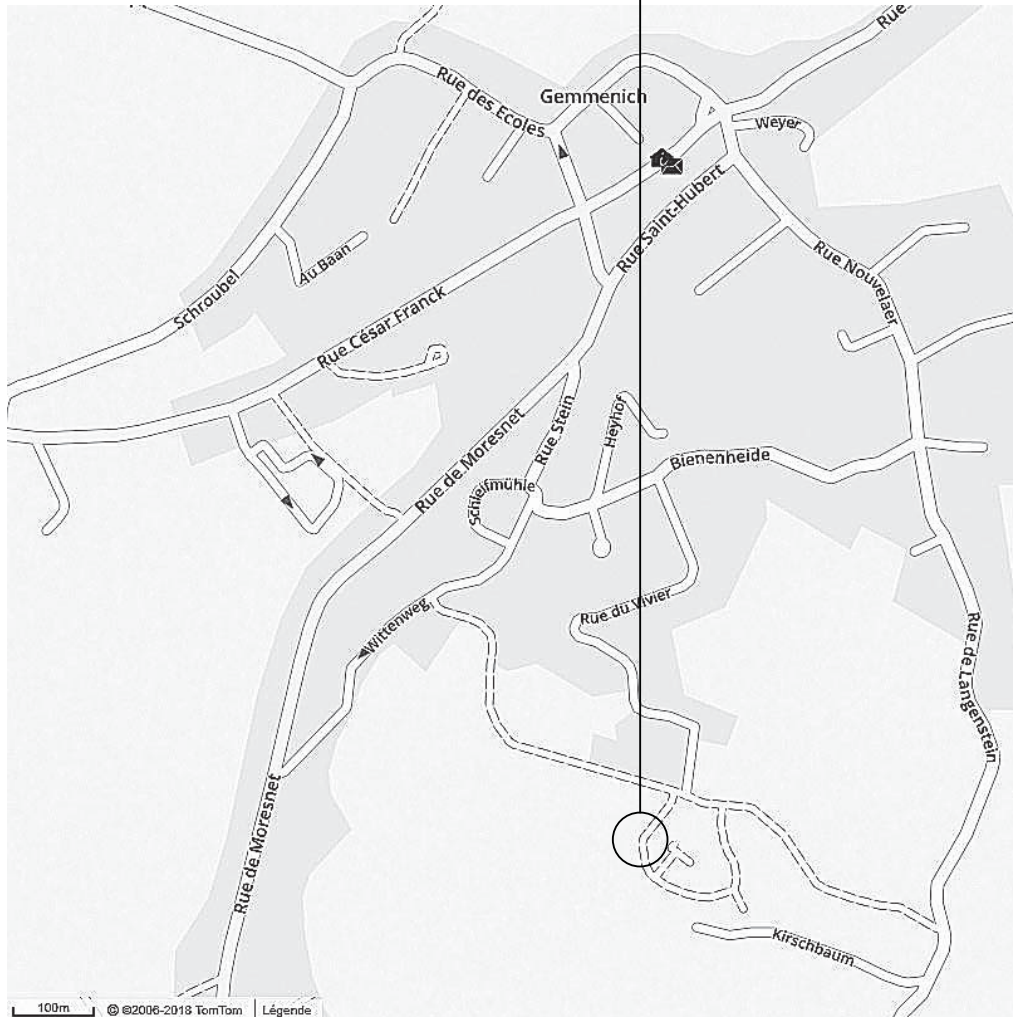 Rue
Rue des Ecoles
Gemmenich
Weyer
Rue Saint-Hubert
Au Baan
Rue Nouvelaer
Schroubel
Rue César Franck
Heyhof
Rue Stein
Rue de Moresnet
Bienenheide
Schleifmühle
Rue du Vivier
Wittenweg
Rue de Langenstein
Rue de Moresnet
Kirschbaum
100m © ©2006-2018 TomTom Légende